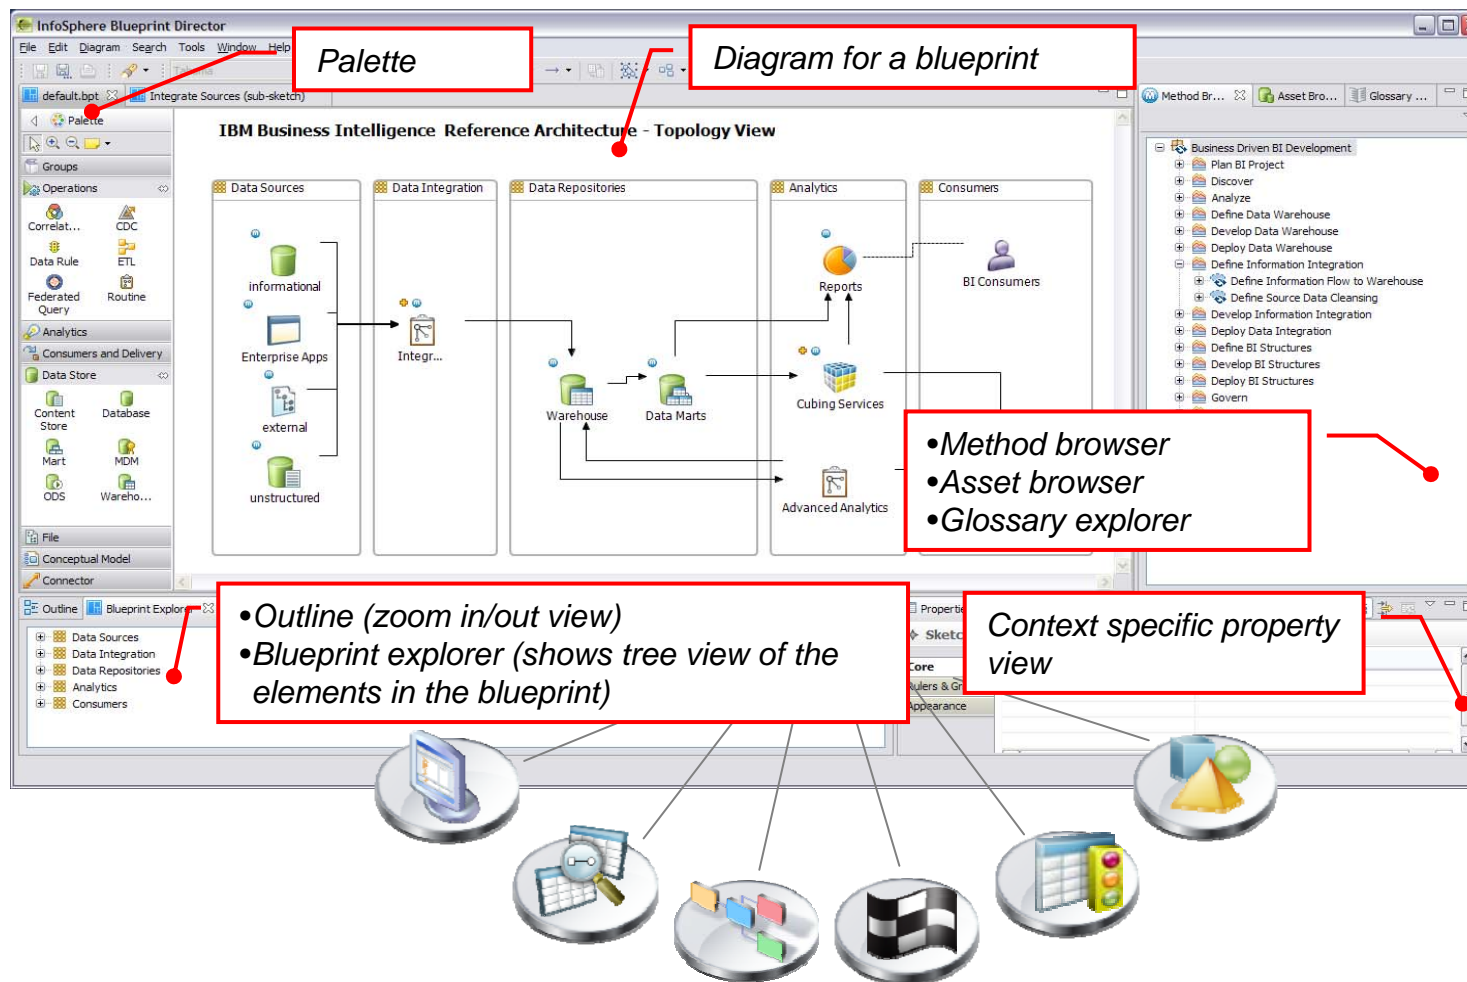 InfoSphere Blueprint Director
File Edit Diagram Search Tools Window Help
Tahoma
Palette
Diagram for a blueprint
default.bpt
Integrate Sources (sub-sketch)
Method Br...
Asset Bro...
Glossary ...
Palette
Groups
Operations
Correlat...
CDC
Data Rule
ETL
Federated
Query
Routine
Analytics
Consumers and Delivery
Data Store
Content
Store
Database
Mart
MDM
ODS
Wareho...
File
Conceptual Model
Connector
IBM Business Intelligence Reference Architecture - Topology View
Data Sources
Data Integration
Data Repositories
Analytics
Consumers
informational
Enterprise Apps
external
unstructured
Integr...
Warehouse
Data Marts
Reports
Cubing Services
Advanced Analytics
BI Consumers
Business Driven BI Development
Plan BI Project
Discover
Analyze
Define Data Warehouse
Develop Data Warehouse
Deploy Data Warehouse
Define Information Integration
Define Information Flow to Warehouse
Define Source Data Cleansing
Develop Information Integration
Deploy Data Integration
Define BI Structures
Develop BI Structures
Deploy BI Structures
Govern
•Method browser
•Asset browser
•Glossary explorer
Outline
Blueprint Explorer
Data Sources
Data Integration
Data Repositories
Analytics
Consumers
•Outline (zoom in/out view)
•Blueprint explorer (shows tree view of the
elements in the blueprint)
Propertie
Sketc
Core
Rulers & Gr
Appearance
Context specific property
view